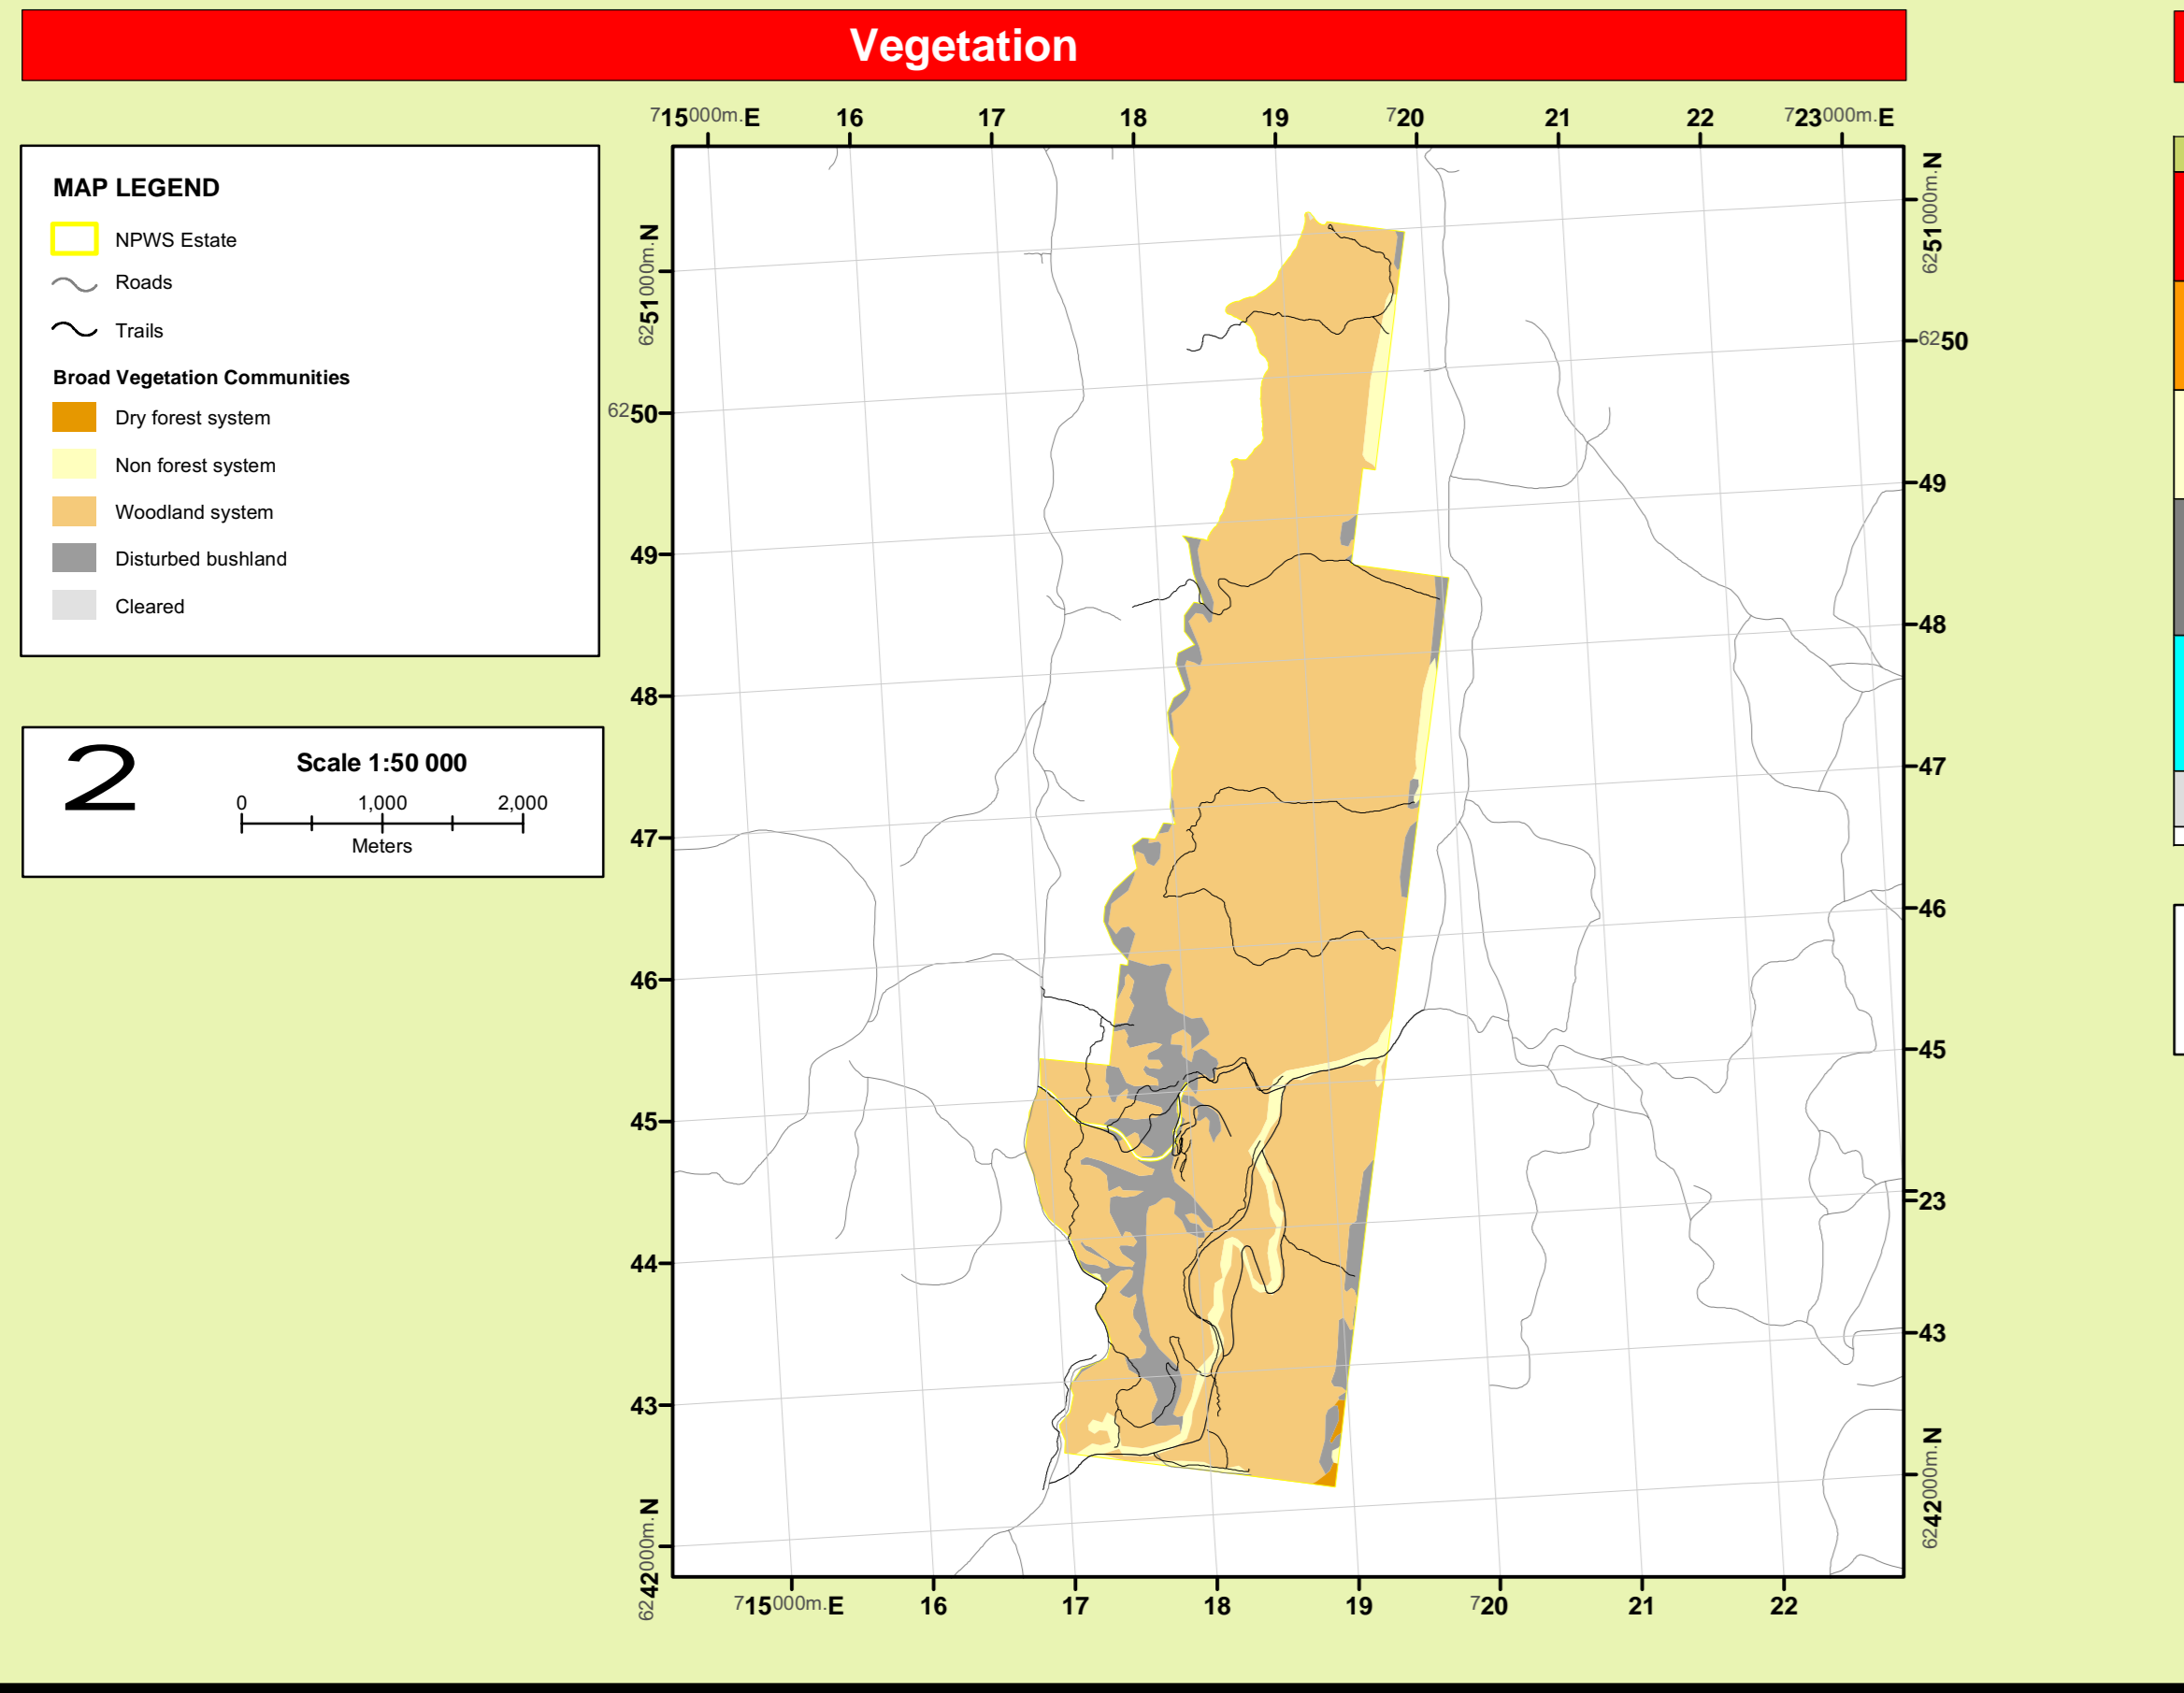 Vegetation
715000m.E 16 17 18 19 720 21 22 723000m.E
MAP LEGEND
NPWS Estate
Roads
Trails
Broad Vegetation Communities
Dry forest system
Non forest system
Woodland system
Disturbed bushland
Cleared
2
Scale 1:50 000
0 1,000 2,000
Meters
6251000m.N
6250
49
48
47
46
45
44
43
6242000m.N
6251000m.N
6250
49
48
47
46
45
23
43
6242000m.N
715000m.E 16 17 18 19 720 21 22